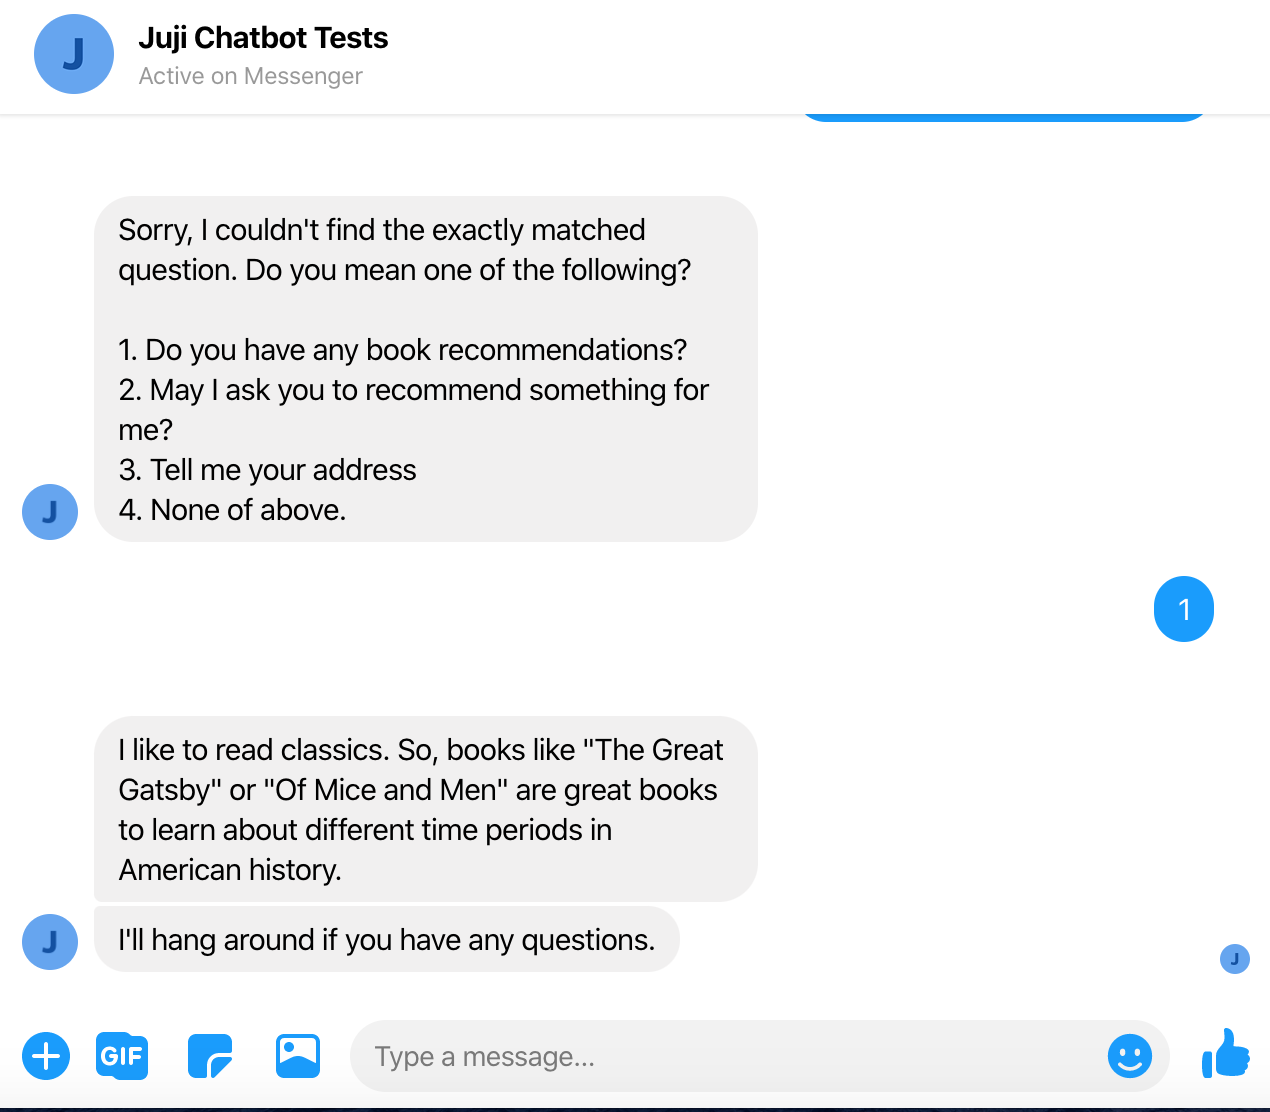 J
Juji Chatbot Tests
Active on Messenger
Sorry, I couldn't find the exactly matched
question. Do you mean one of the following?
1. Do you have any book recommendations?
2. May I ask you to recommend something for
me?
3. Tell me your address
4. None of above.
J
1
I like to read classics. So, books like "The Great
Gatsby" or "Of Mice and Men" are great books
to learn about different time periods in
American history.
I'll hang around if you have any questions.
J
J
GIF
Type a message...